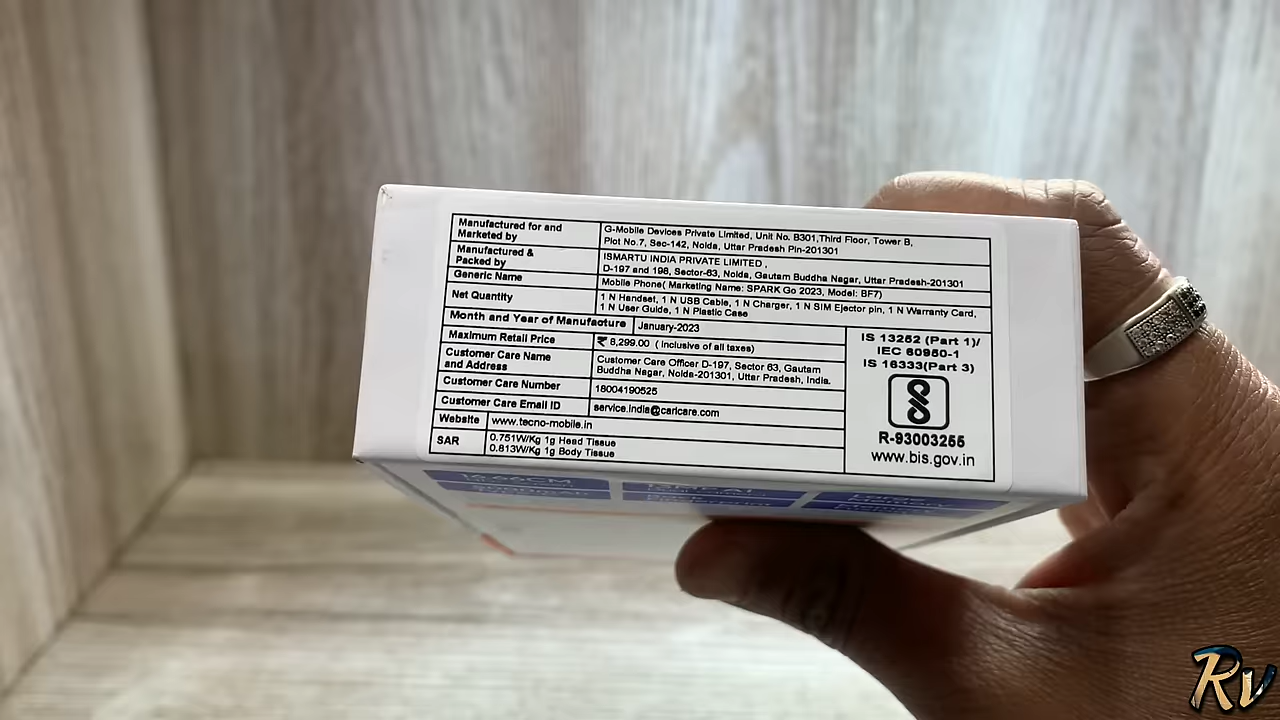 Manufactured for and
Marketed by
G-Mobile Devices Private Limited, Unit No. B301,Third Floor, Tower B,
Plot No.7, Sec-142, Noida, Uttar Pradesh Pin-201301
Manufactured &
Packed by
ISMARTU INDIA PRIVATE LIMITED ,
D-197 and 198, Sector-63, Noida, Gautam Buddha Nagar, Uttar Pradesh-201301
Generic Name
Mobile Phone( Marketing Name: SPARK Go 2023, Model: BF7)
Net Quantity
1 N Handset, 1 N USB Cable, 1 N Charger, 1 N SIM Ejector pin, 1 N Warranty Card,
1 N User Guide, 1 N Plastic Case
Month and Year of Manufacture
January-2023
Maximum Retail Price
₹ 8,299.00 ( inclusive of all taxes)
Customer Care Name
and Address
Customer Care Officer D-197, Sector 63, Gautam
Buddha Nagar, Noida-201301, Uttar Pradesh, India.
Customer Care Number
18004190525
Customer Care Email ID
service.india@carlcare.com
Website
www.tecno-mobile.in
SAR
0.751W/Kg 1g Head Tissue
0.813W/Kg 1g Body Tissue
IS 13252 (Part 1)/
IEC 60950-1
IS 16333(Part 3)
R-93003255
www.bis.gov.in
Rv